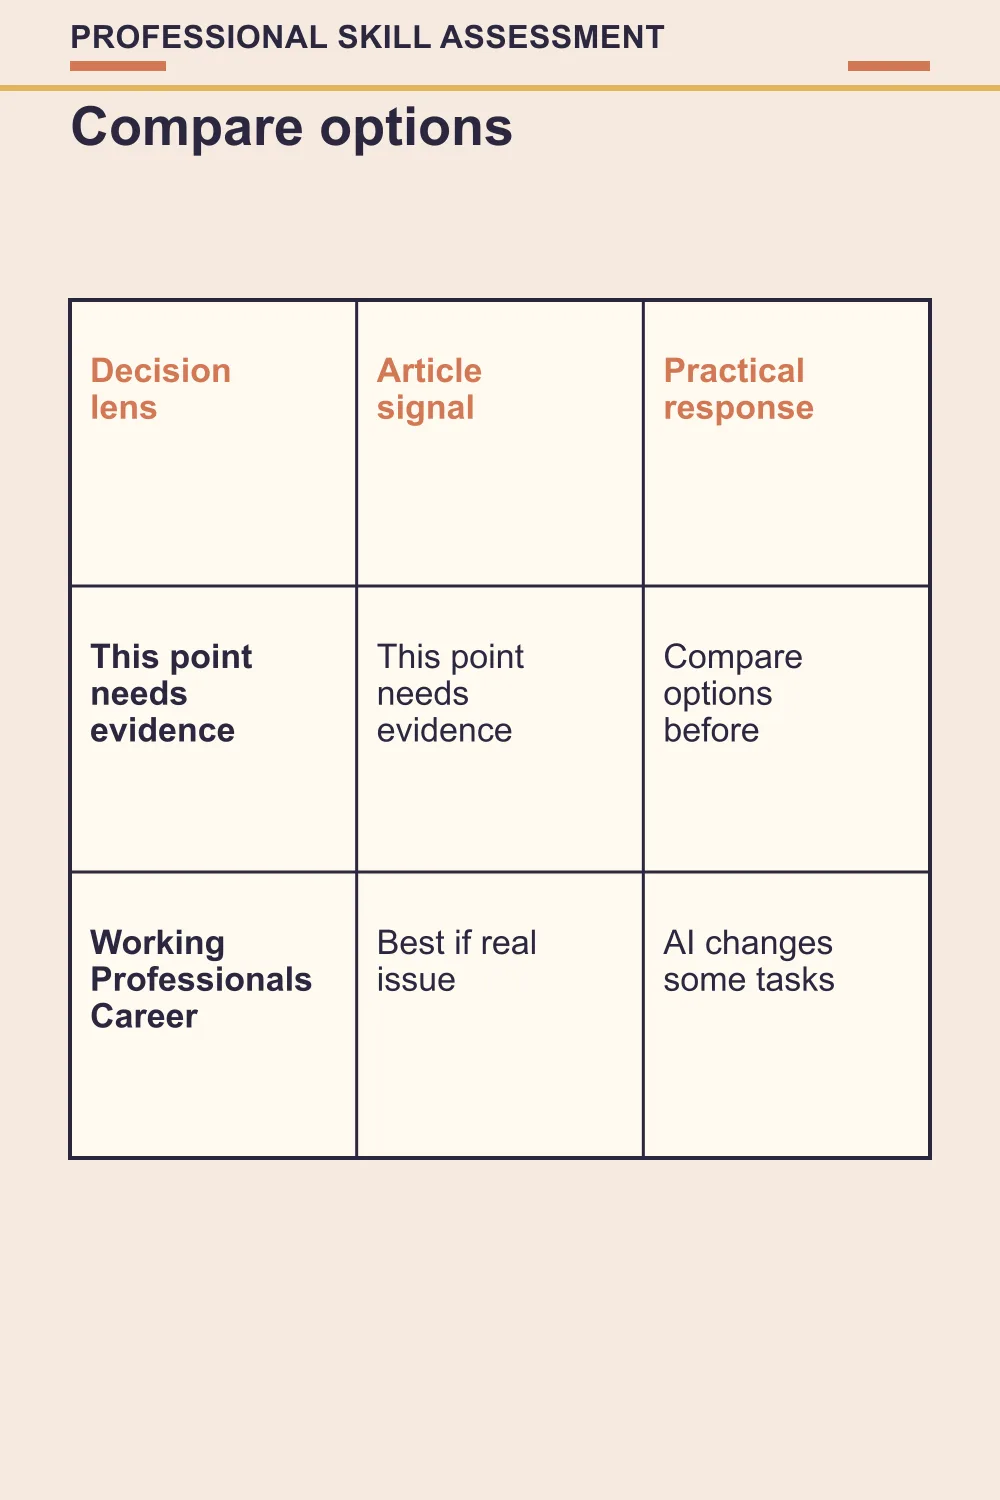 PROFESSIONAL SKILL ASSESSMENT
Compare options
Decision
lens
Article
signal
Practical
response
This point
needs
evidence
This point
needs
evidence
Compare
options
before
Working
Professionals
Career
Best if real
issue
AI changes
some tasks